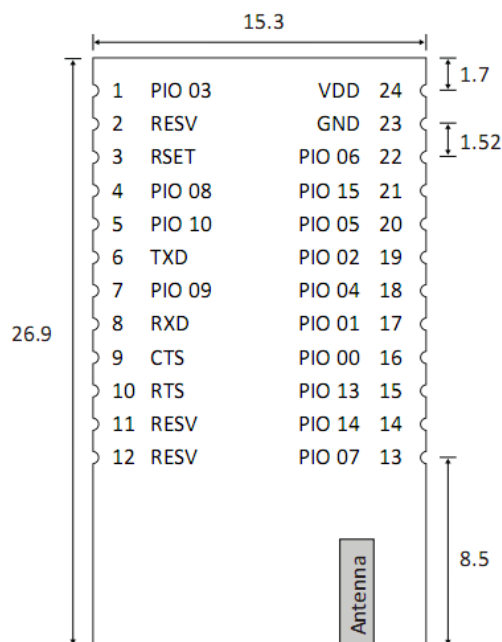 15.3
1.7
1 PIO 03 VDD 24
2 RESV GND 23
1.52
3 RSET PIO 06 22
4 PIO 08 PIO 15 21
5 PIO 10 PIO 05 20
6 TXD PIO 02 19
7 PIO 09 PIO 04 18
8 RXD PIO 01 17
26.9
9 CTS PIO 00 16
10 RTS PIO 13 15
11 RESV PIO 14 14
12 RESV PIO 07 13
8.5
Antenna